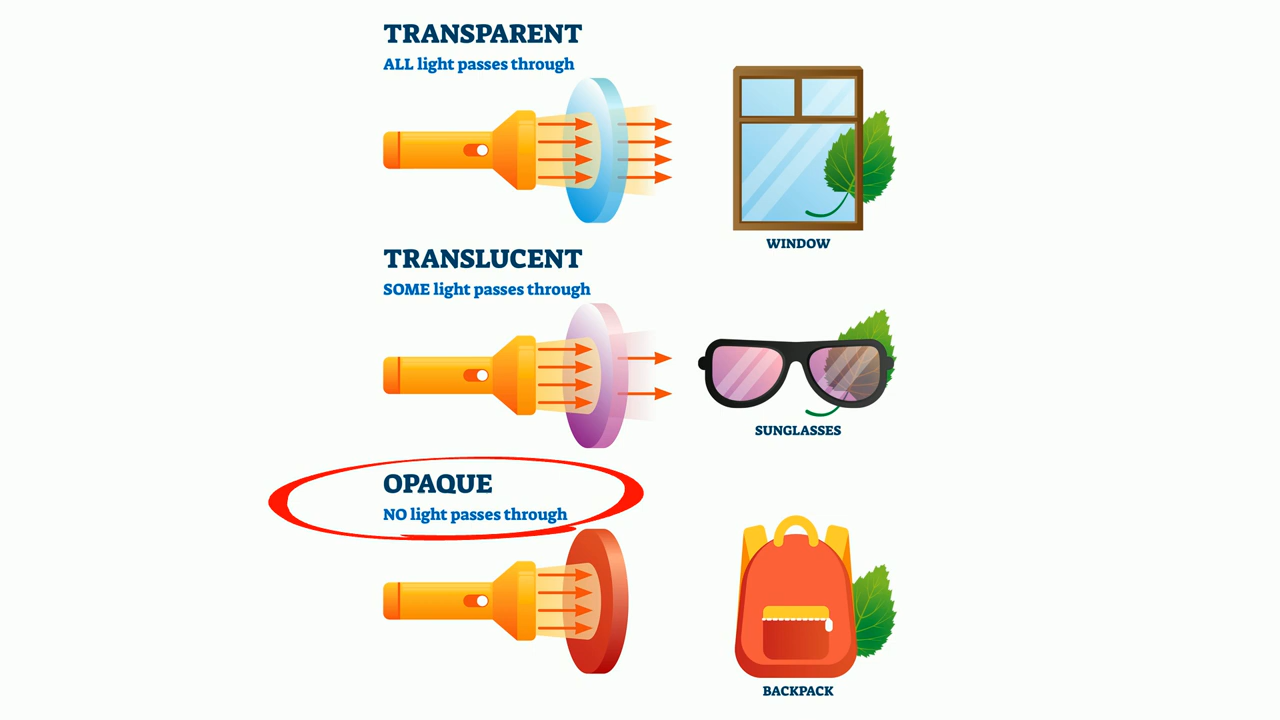 TRANSPARENT
ALL light passes through
WINDOW
TRANSLUCENT
SOME light passes through
SUNGLASSES
OPAQUE
NO light passes through
BACKPACK